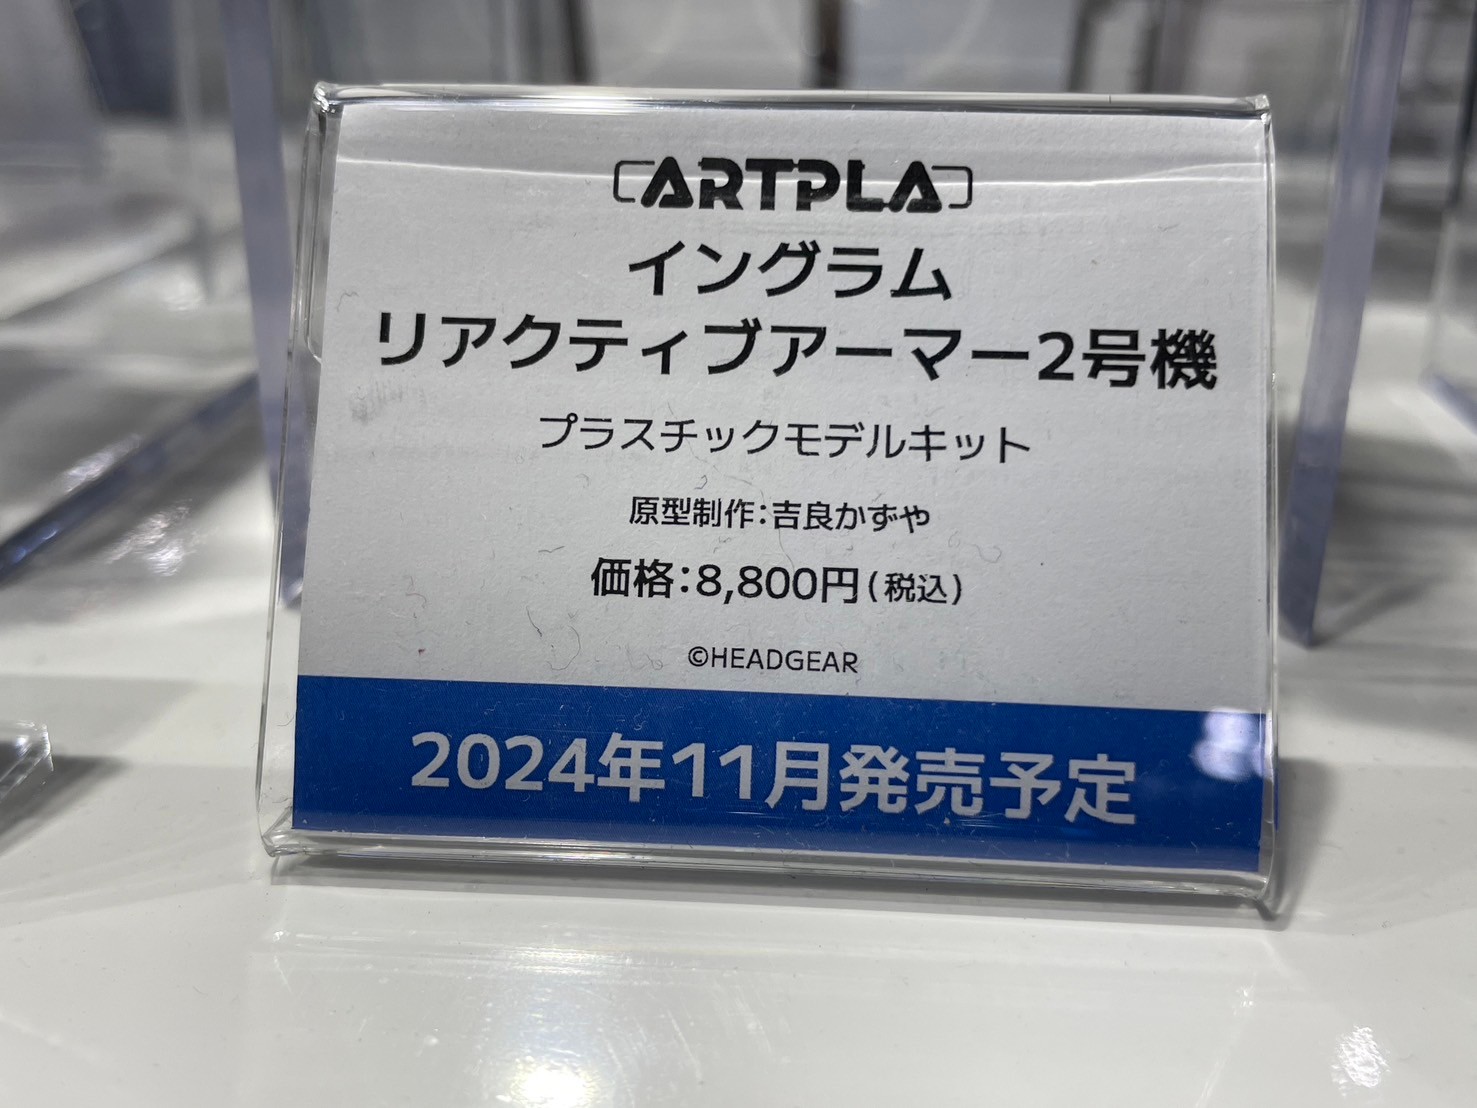 ARTPLA
イングラム
リアクティブアーマー2号機
プラスチックモデルキット
原型制作：吉良かずや
価格：8,800円（税込）
©HEADGEAR
2024年11月発売予定